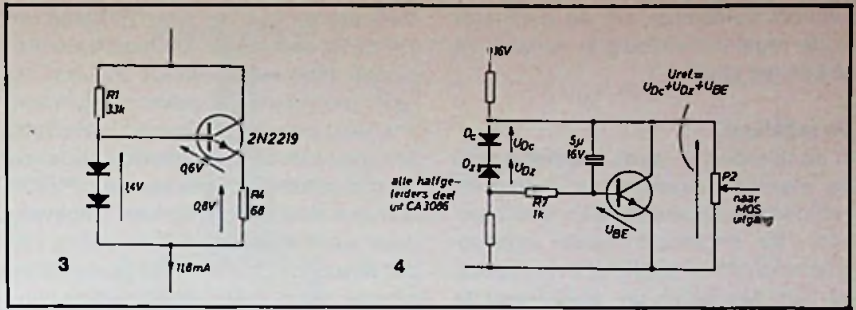 R1
33k
2N2219
0,6V
1,4V
0,8V
R4
68
11,8mA
3
16V
Uref.=
UDc+UDz+UBE
Dc
UDc
5µ
16V
Dz
UDz
P2
alle halfge-
leiders deel
uit CA3086
R7
1k
naar
MOS
uitgang
UBE
4